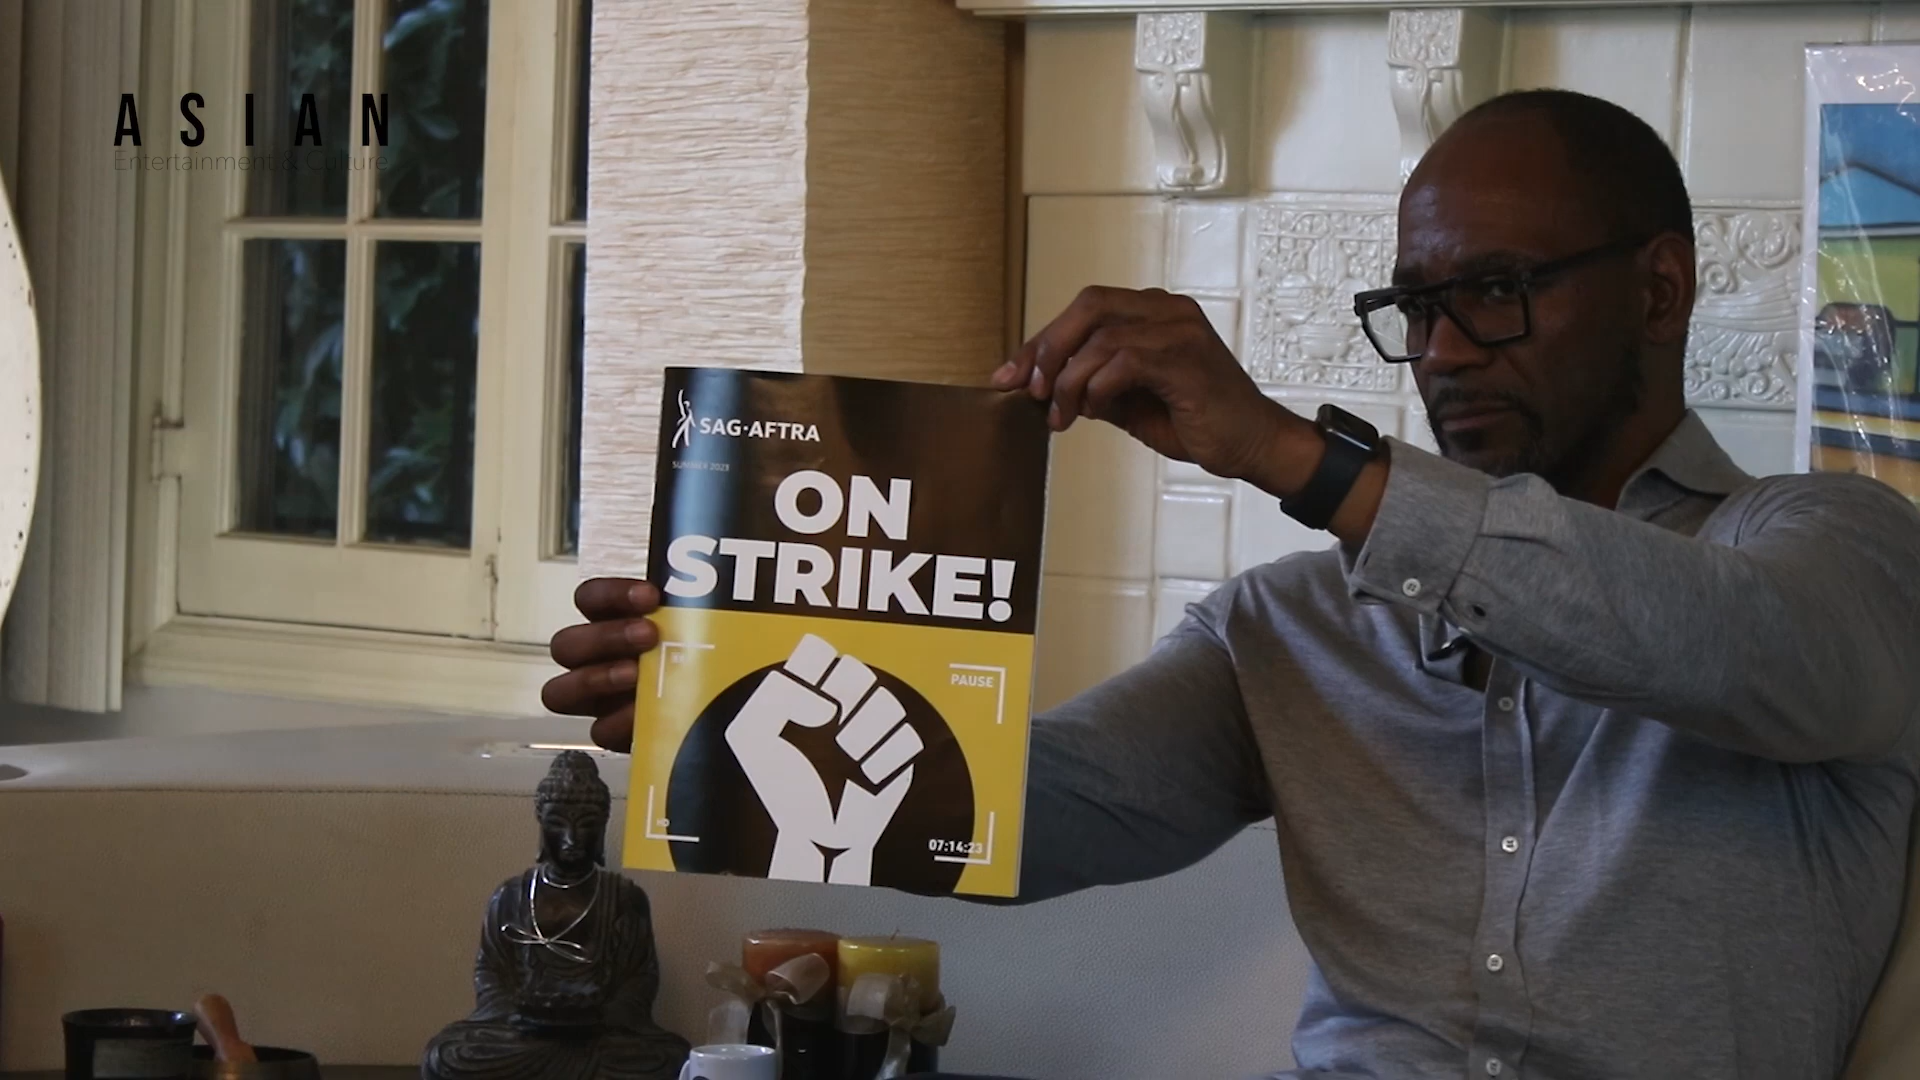 ASIAN
Entertainment & Culture
SAG·AFTRA
SUMMER 2023
ON
STRIKE!
PAUSE
HD
07:14:23